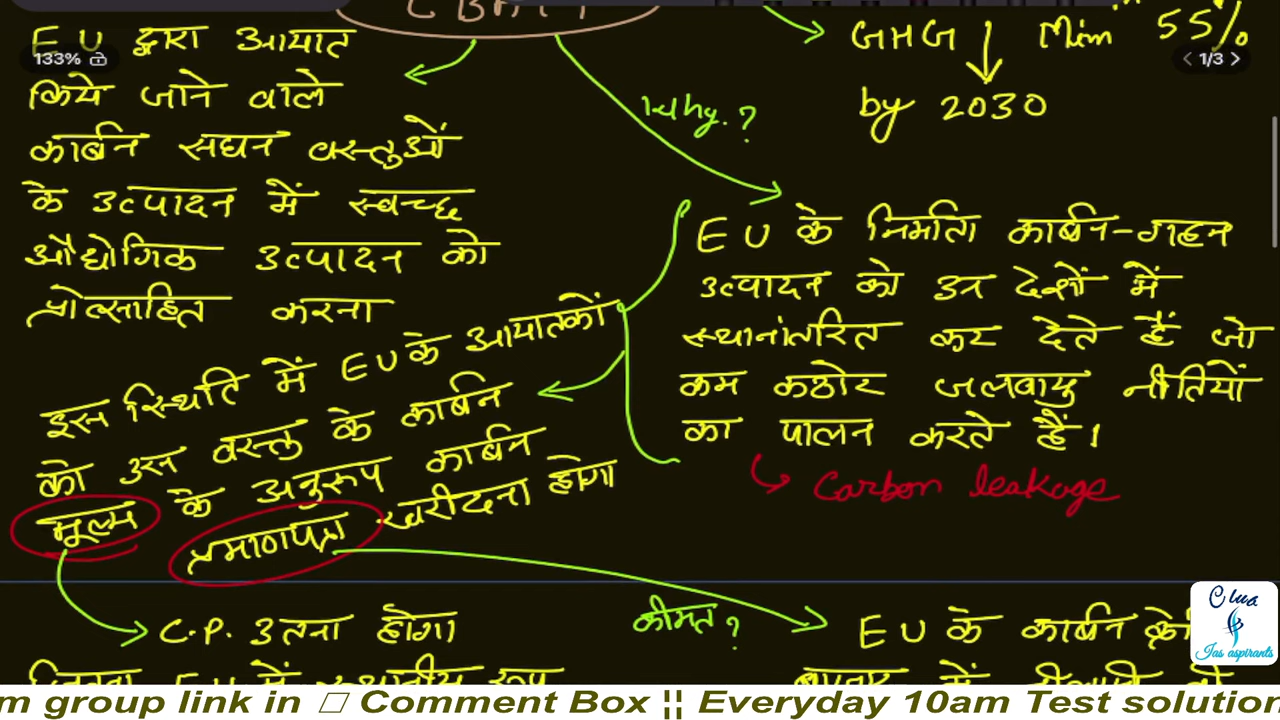 CBAM
EU द्वारा आयात
किये जाने वाले
कार्बन सघन वस्तुओं
के उत्पादन में स्वच्छ
औद्योगिक उत्पादन को
प्रोत्साहित करना
133%
GHG ↓ Mim 55%
by 2030
1/3
Why.?
EU के निर्माता कार्बन-गहन
उत्पादन को उन देशों में
स्थानांतरित कर देते हैं जो
कम कठोर जलवायु नीतियों
का पालन करते हैं।
Carbon leakage
इस स्थिति में EU के आयातकों
को उस वस्तु के कार्बन
मूल्य के अनुरूप कार्बन
प्रमाणपत्र खरीदना होगा
C.P. उतना होगा
कीमत?
EU के कार्बन क्रे
Clue
Ias aspirants
m group link in □ Comment Box ¦¦ Everyday 10am Test solution